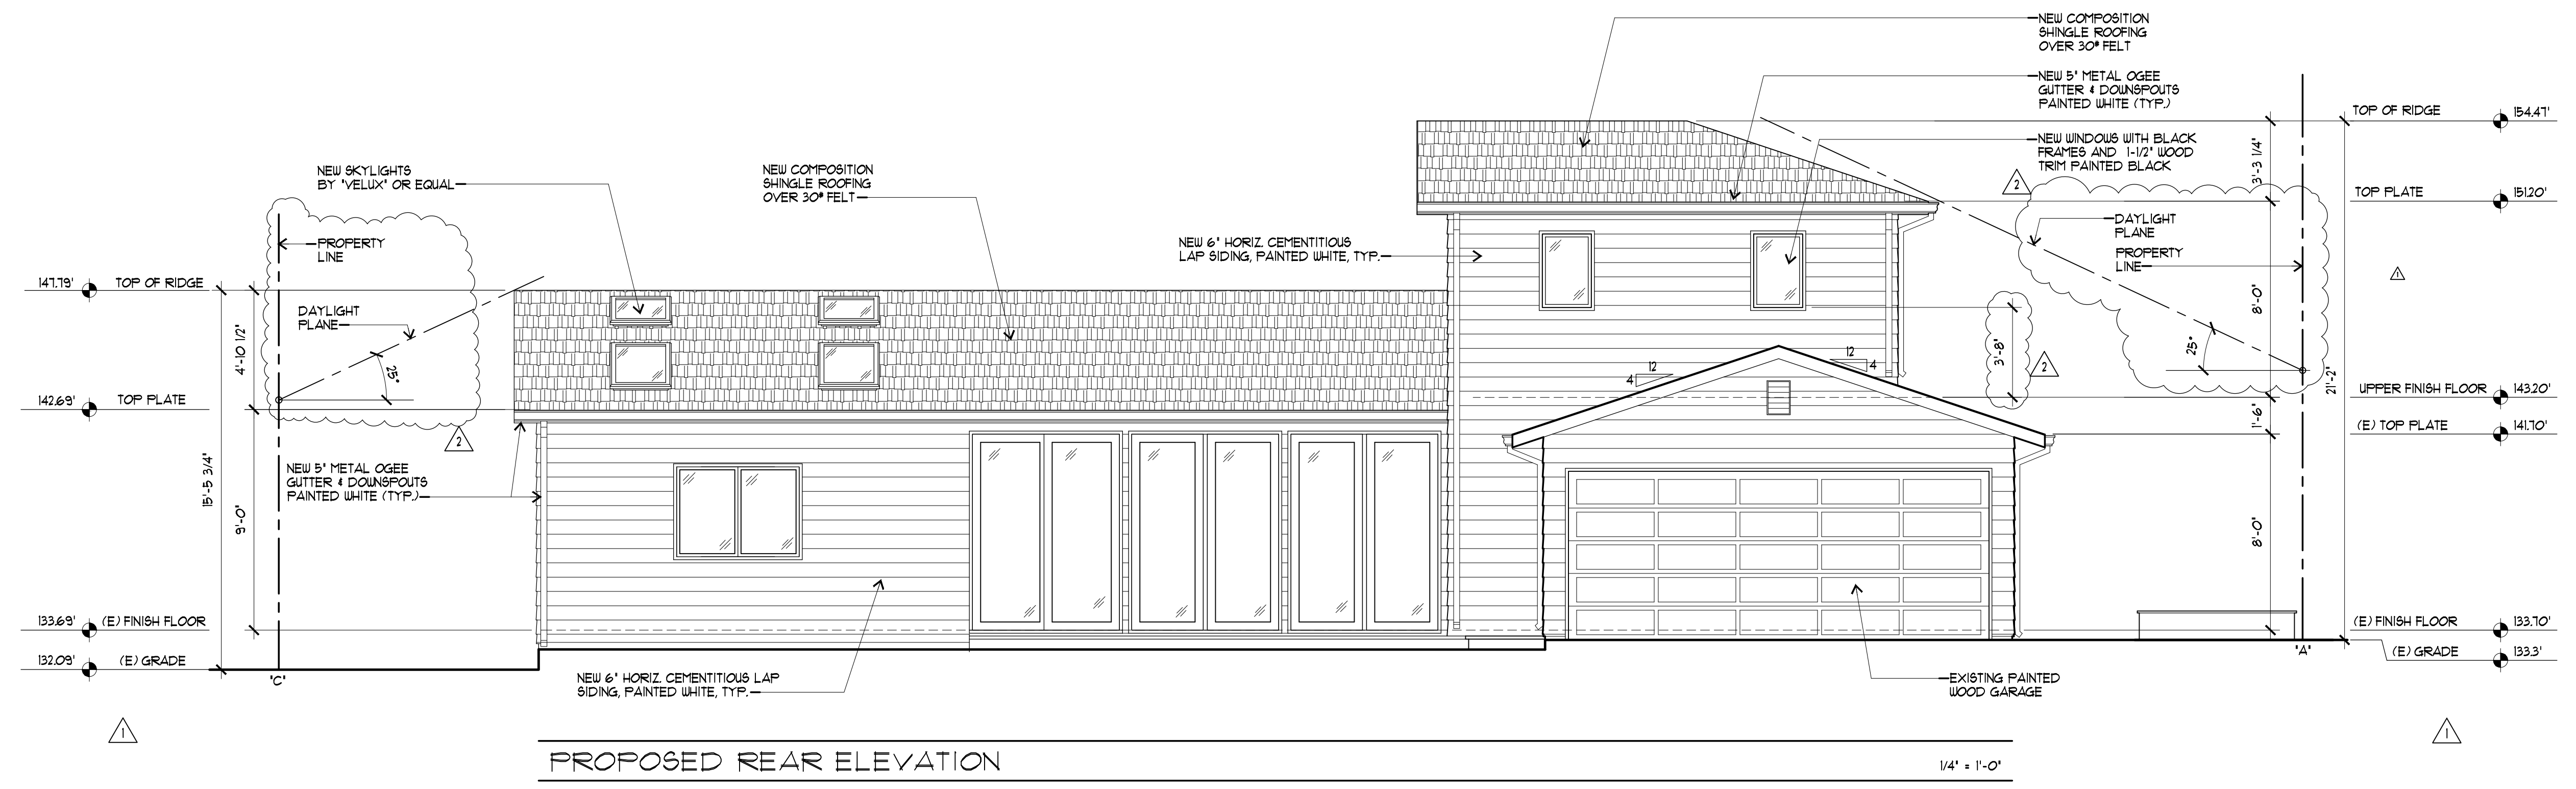 NEW COMPOSITION
SHINGLE ROOFING
OVER 30# FELT
NEW 5" METAL OGEE
GUTTER & DOWNSPOUTS
PAINTED WHITE (TYP.)
NEW WINDOWS WITH BLACK
FRAMES AND 1-1/2" WOOD
TRIM PAINTED BLACK
TOP OF RIDGE 154.47'
3'-3 1/4"
2
TOP PLATE 151.20'
DAYLIGHT
PLANE
PROPERTY
LINE
1
8'-0"
25°
21'-2"
3'-8"
2
UPPER FINISH FLOOR 143.20'
1'-6"
(E) TOP PLATE 141.70'
8'-0"
(E) FINISH FLOOR 133.70'
(E) GRADE 133.3'
"A"
NEW SKYLIGHTS
BY "VELUX" OR EQUAL
NEW COMPOSITION
SHINGLE ROOFING
OVER 30# FELT
NEW 6" HORIZ. CEMENTITIOUS
LAP SIDING, PAINTED WHITE, TYP.
PROPERTY
LINE
147.79' TOP OF RIDGE
DAYLIGHT
PLANE
4'-10 1/2"
25°
12
4
12
4
142.69' TOP PLATE
2
15'-5 3/4"
NEW 5" METAL OGEE
GUTTER & DOWNSPOUTS
PAINTED WHITE (TYP.)
9'-0"
133.69' (E) FINISH FLOOR
132.09' (E) GRADE
"C"
NEW 6" HORIZ. CEMENTITIOUS LAP
SIDING, PAINTED WHITE, TYP.
EXISTING PAINTED
WOOD GARAGE
1
1
PROPOSED REAR ELEVATION
1/4" = 1'-0"